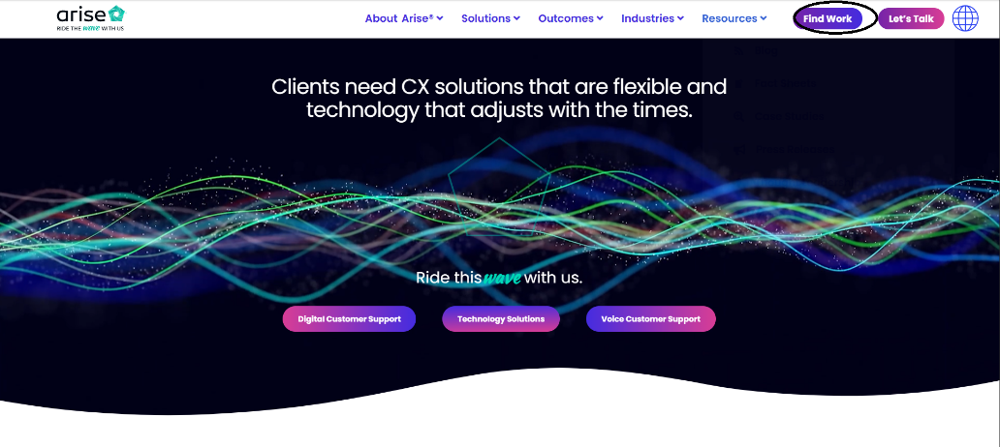 arise
RIDE THE wave WITH US
About Arise®
Solutions
Outcomes
Industries
Resources
Find Work
Let's Talk
Blog
Clients need CX solutions that are flexible and
technology that adjusts with the times.
Ride this wave with us.
Digital Customer Support
Technology Solutions
Voice Customer Support